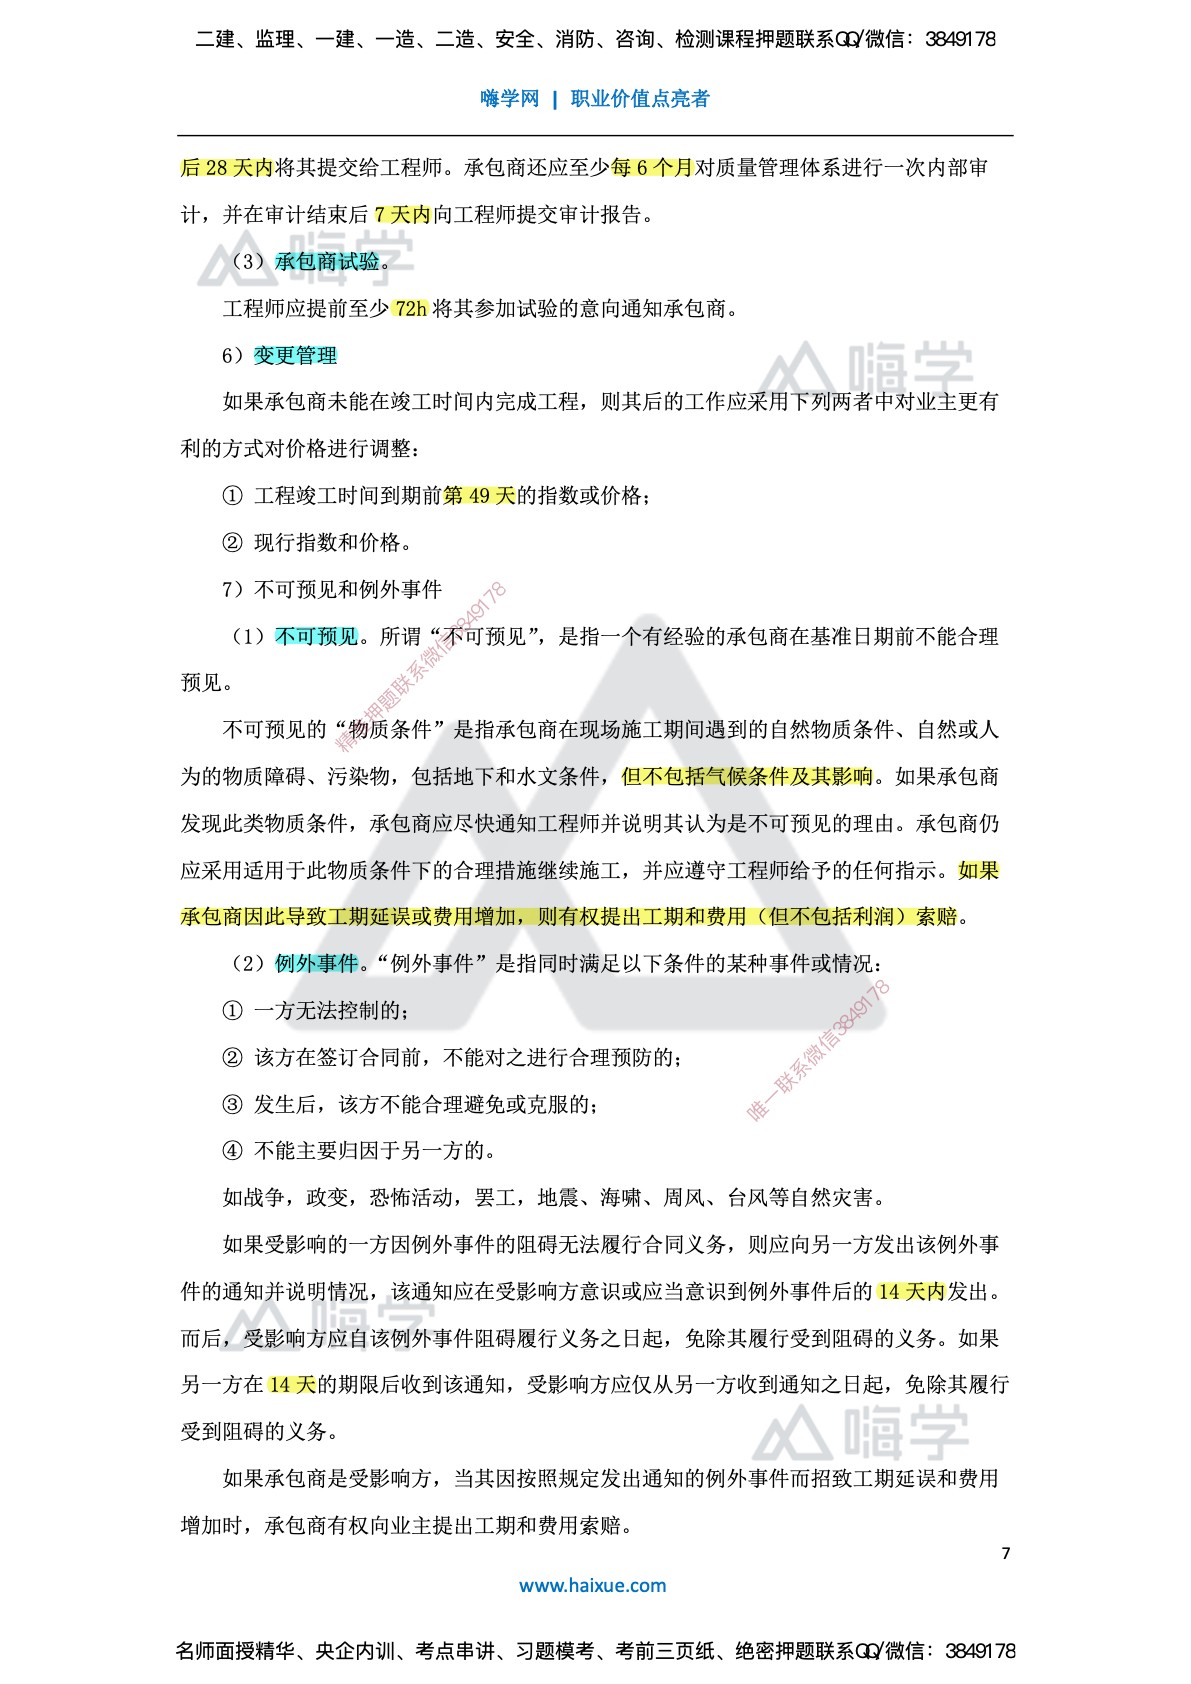 二建、监理、一建、一造、二造、安全、消防、咨询、检测课程押题联系QQ/微信：3849178
嗨学网 | 职业价值点亮者
后 28 天内将其提交给工程师。承包商还应至少每 6 个月对质量管理体系进行一次内部审
计，并在审计结束后 7 天内向工程师提交审计报告。
嗨学
（3）承包商试验。
工程师应提前至少 72h 将其参加试验的意向通知承包商。
6）变更管理
嗨学
如果承包商未能在竣工时间内完成工程，则其后的工作应采用下列两者中对业主更有
利的方式对价格进行调整：
① 工程竣工时间到期前第 49 天的指数或价格；
② 现行指数和价格。
7）不可预见和例外事件
（1）不可预见。所谓“不可预见”，是指一个有经验的承包商在基准日期前不能合理
预见。
精准押题联系微信3849178
不可预见的“物质条件”是指承包商在现场施工期间遇到的自然物质条件、自然或人
为的物质障碍、污染物，包括地下和水文条件，但不包括气候条件及其影响。如果承包商
发现此类物质条件，承包商应尽快通知工程师并说明其认为是不可预见的理由。承包商仍
应采用适用于此物质条件下的合理措施继续施工，并应遵守工程师给予的任何指示。如果
承包商因此导致工期延误或费用增加，则有权提出工期和费用（但不包括利润）索赔。
（2）例外事件。“例外事件”是指同时满足以下条件的某种事件或情况：
① 一方无法控制的；
② 该方在签订合同前，不能对之进行合理预防的；
③ 发生后，该方不能合理避免或克服的；
唯一联系微信3849178
④ 不能主要归因于另一方的。
如战争，政变，恐怖活动，罢工，地震、海啸、周风、台风等自然灾害。
如果受影响的一方因例外事件的阻碍无法履行合同义务，则应向另一方发出该例外事
件的通知并说明情况，该通知应在受影响方意识到或应当意识到例外事件后的 14 天内发出。
嗨学
而后，受影响方应自该例外事件阻碍履行义务之日起，免除其履行受到阻碍的义务。如果
另一方在 14 天的期限后收到该通知，受影响方应仅从另一方收到通知之日起，免除其履行
受到阻碍的义务。
嗨学
如果承包商是受影响方，当其因按照规定发出通知的例外事件而招致工期延误和费用
增加时，承包商有权向业主提出工期和费用索赔。
7
www.haixue.com
名师面授精华、央企内训、考点串讲、习题模考、考前三页纸、绝密押题联系QQ/微信：3849178